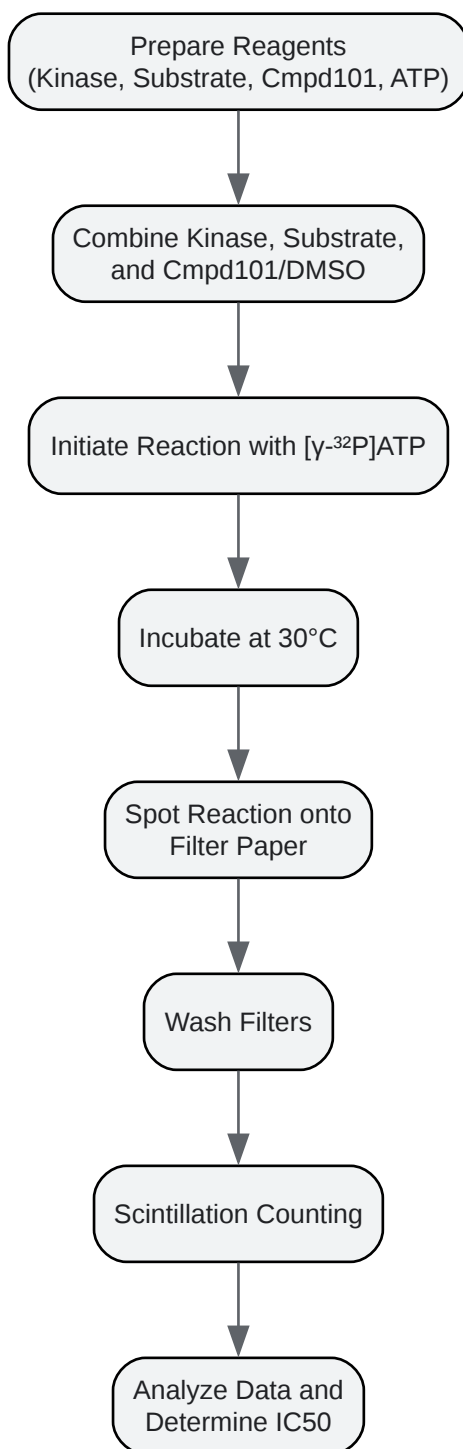 Prepare Reagents
(Kinase, Substrate, Cmpd101, ATP)
Combine Kinase, Substrate,
and Cmpd101/DMSO
Initiate Reaction with [γ-³²P]ATP
Incubate at 30°C
Spot Reaction onto
Filter Paper
Wash Filters
Scintillation Counting
Analyze Data and
Determine IC50